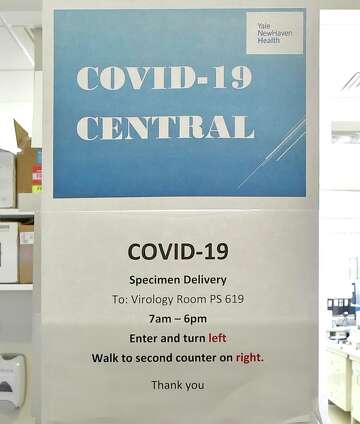 Yale
NewHaven
Health
COVID-19
CENTRAL
COVID-19
Specimen Delivery
To: Virology Room PS 619
7am – 6pm
Enter and turn left
Walk to second counter on right.
Thank you